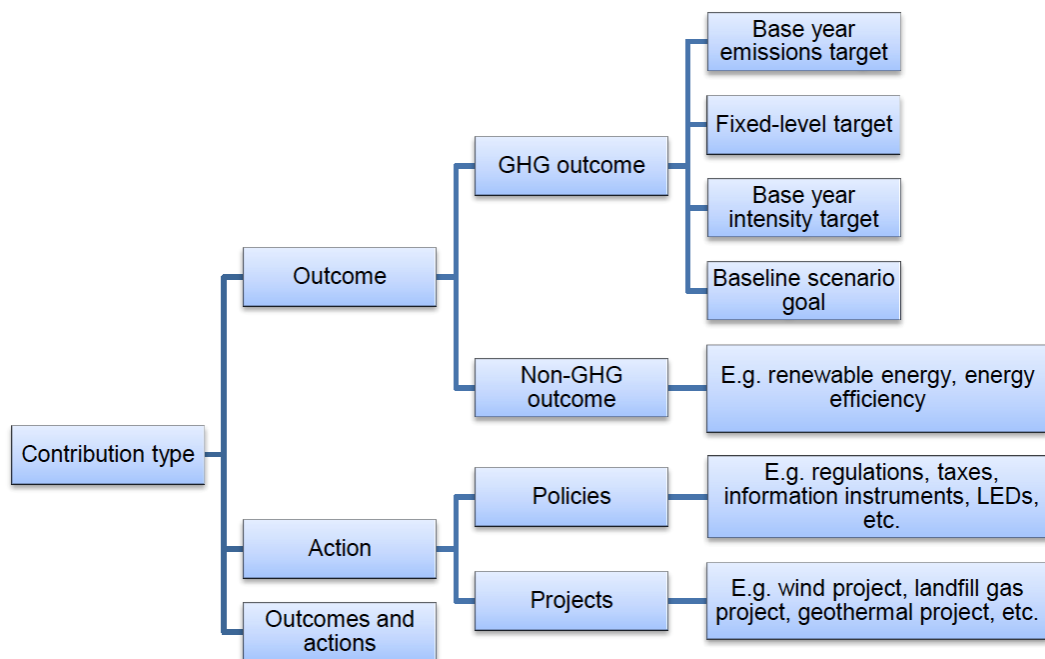 Base year
emissions target
Fixed-level target
GHG outcome
Base year
intensity target
Outcome
Baseline scenario
goal
Non-GHG
outcome
E.g. renewable energy, energy
efficiency
Contribution type
Policies
E.g. regulations, taxes,
information instruments, LEDs,
etc.
Action
Projects
E.g. wind project, landfill gas
project, geothermal project, etc.
Outcomes and
actions